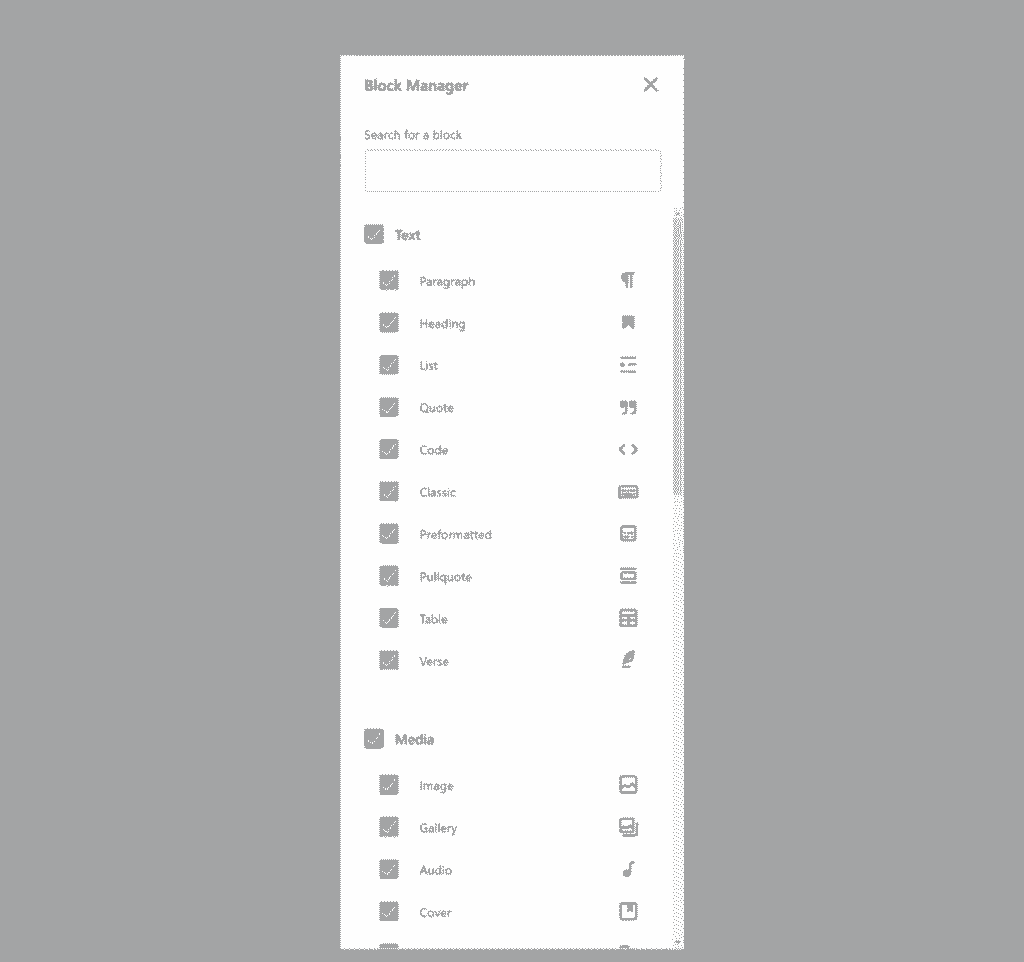 Block Manager
Search for a block
Text
Paragraph
Heading
List
Quote
Code
Classic
Preformatted
Pullquote
Table
Verse
Media
Image
Gallery
Audio
Cover